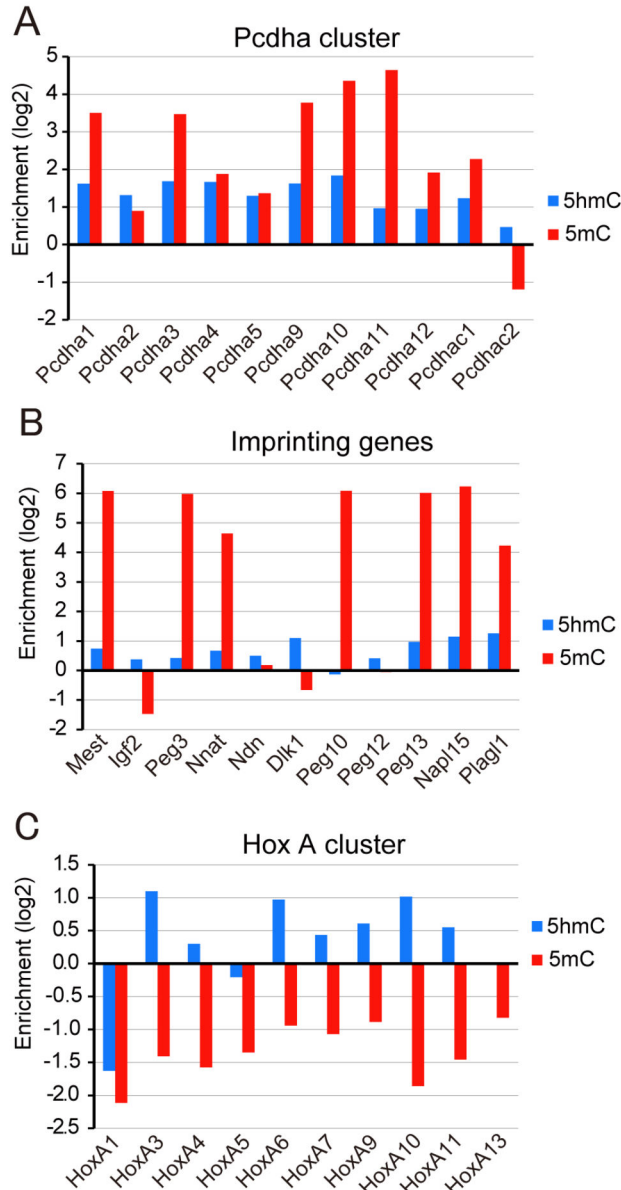 A
Pcdha cluster
Enrichment (log2)
5
4
3
2
1
0
-1
-2
5hmC
5mC
Pcdha1
Pcdha2
Pcdha3
Pcdha4
Pcdha5
Pcdha9
Pcdha10
Pcdha11
Pcdha12
Pcdhac1
Pcdhac2
B
Imprinting genes
Enrichment (log2)
7
6
5
4
3
2
1
0
-1
-2
5hmC
5mC
Mest
Igf2
Peg3
Nnat
Ndn
Dlk1
Peg10
Peg12
Peg13
Napl15
Plagl1
C
Hox A cluster
Enrichment (log2)
1.5
1.0
0.5
0.0
-0.5
-1.0
-1.5
-2.0
-2.5
5hmC
5mC
HoxA1
HoxA3
HoxA4
HoxA5
HoxA6
HoxA7
HoxA9
HoxA10
HoxA11
HoxA13